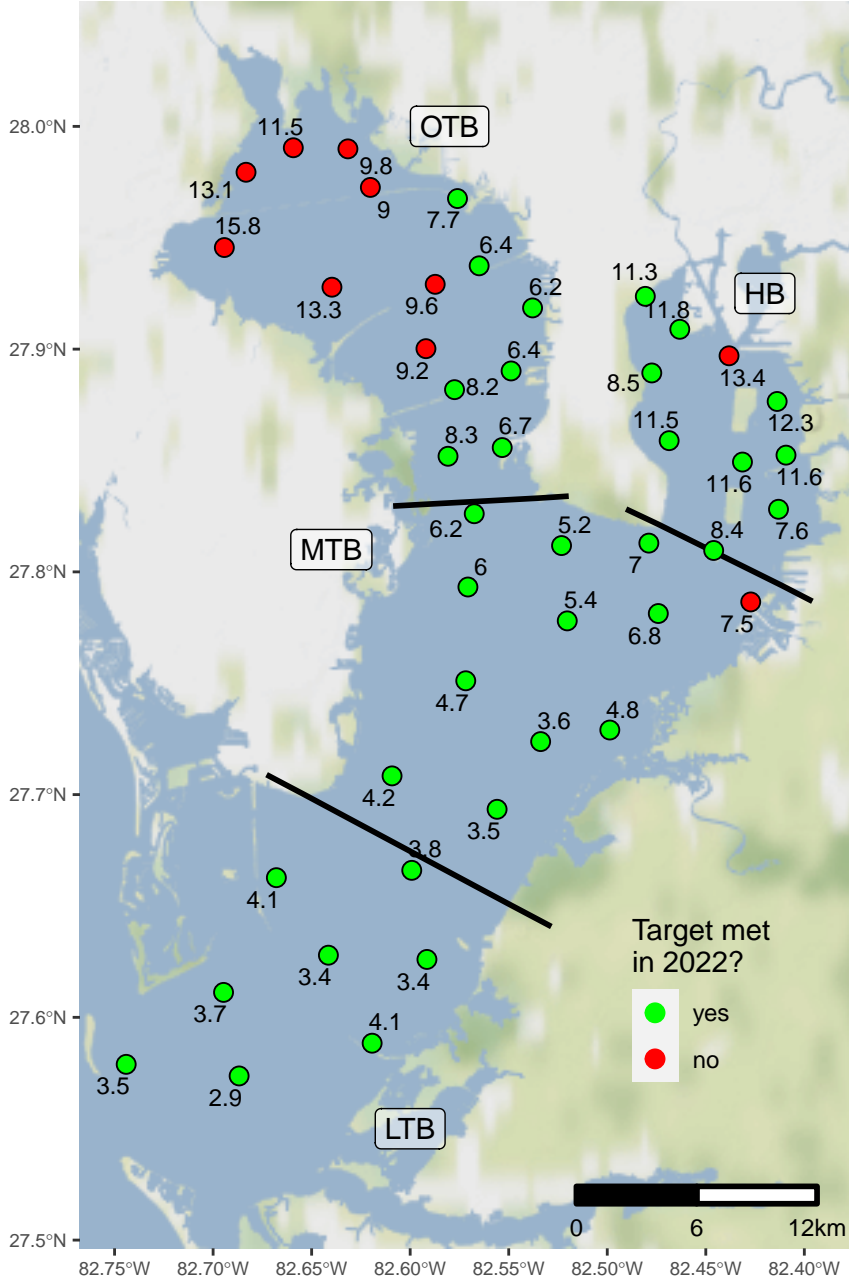 28.0°N
27.9°N
27.8°N
27.7°N
27.6°N
27.5°N
OTB
11.5
9.8
13.1
9
7.7
15.8
6.4
13.3
9.6
6.2
11.3
HB
11.8
9.2
6.4
8.2
8.5
13.4
12.3
8.3
6.7
11.5
11.6
11.6
6.2
5.2
7
8.4
7.6
MTB
6
5.4
6.8
7.5
4.7
3.6
4.8
4.2
3.5
3.8
4.1
3.4
3.4
3.7
4.1
3.5
2.9
LTB
Target met
in 2022?
yes
no
0 6 12km
82.75°W 82.70°W 82.65°W 82.60°W 82.55°W 82.50°W 82.45°W 82.40°W